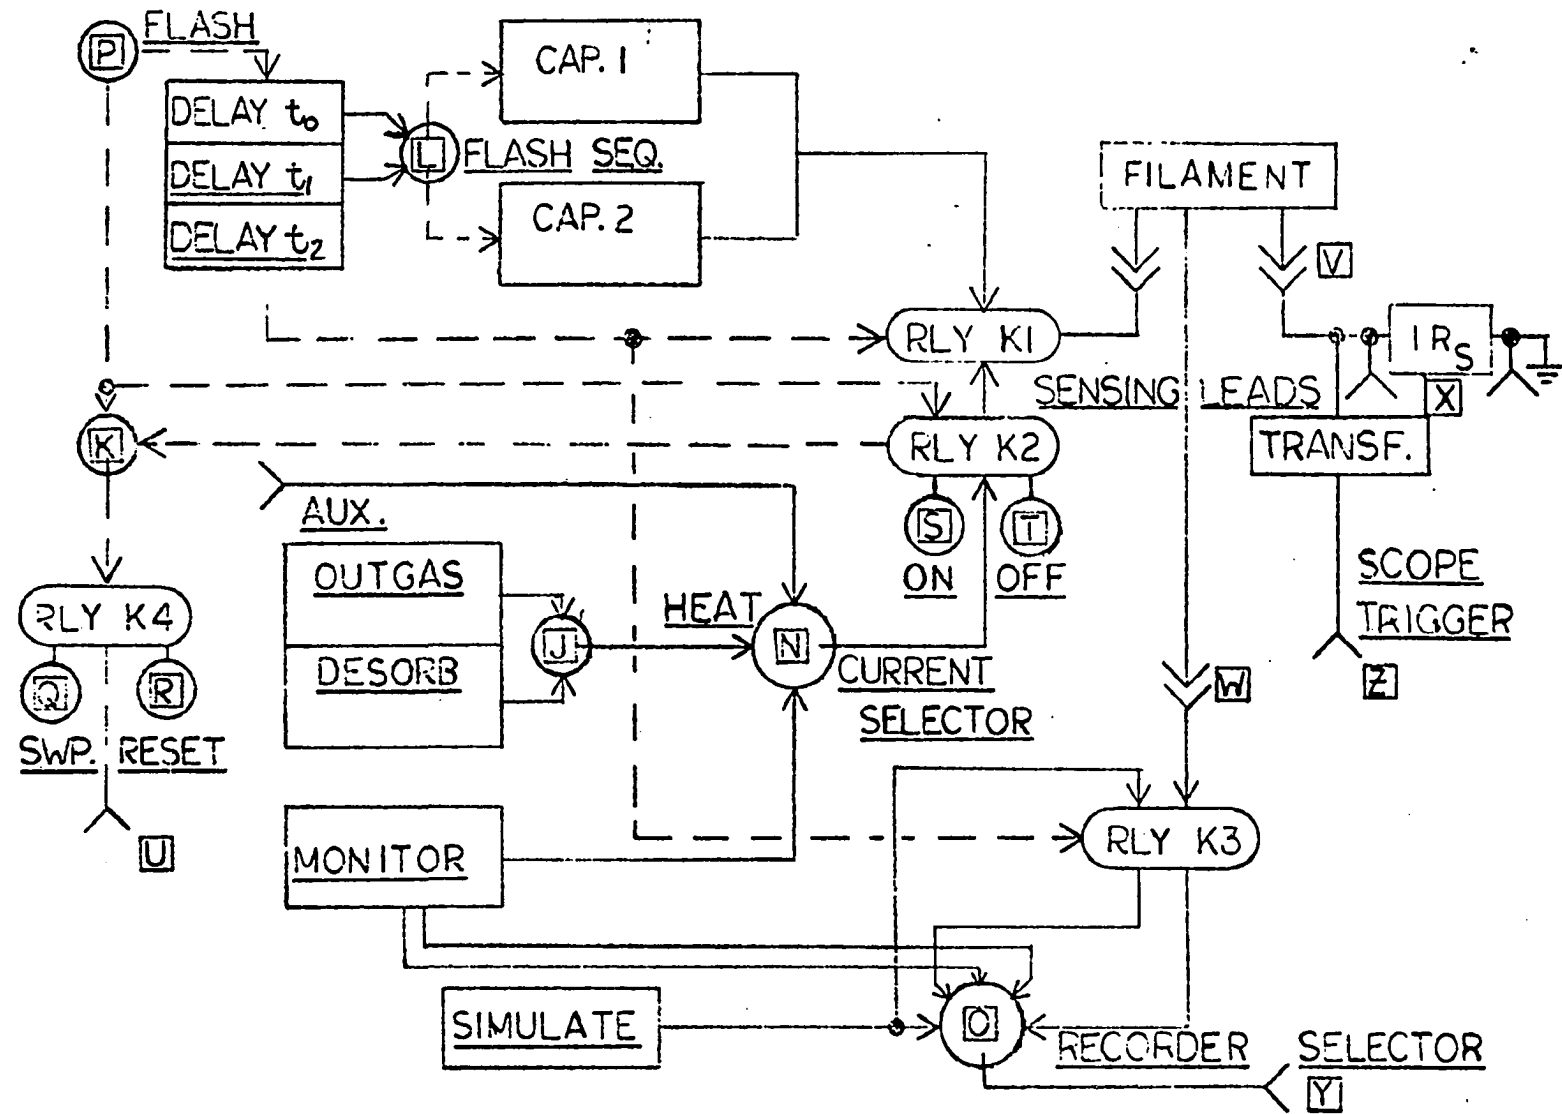 P FLASH
CAP. 1
DELAY t₀
L FLASH SEQ.
DELAY t₁
DELAY t₂
CAP. 2
FILAMENT
V
RLY K1
I R S
SENSING LEADS
X
K
RLY K2
TRANSF.
AUX.
S T
ON OFF
OUTGAS
SCOPE
TRIGGER
RLY K4
HEAT
J
N
DESORB
CURRENT
SELECTOR
Q R
W
Z
SWP. RESET
U
MONITOR
RLY K3
SIMULATE
O
RECORDER SELECTOR
Y